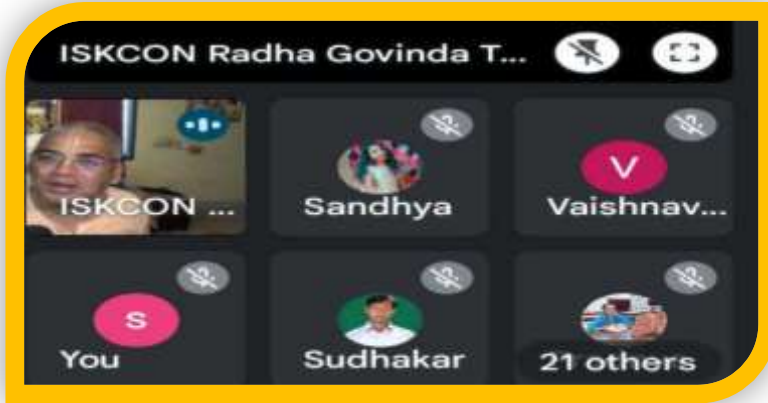 ISKCON Radha Govinda T...
ISKCON ...
Sandhya
V
Vaishnav...
S
You
Sudhakar
21 others